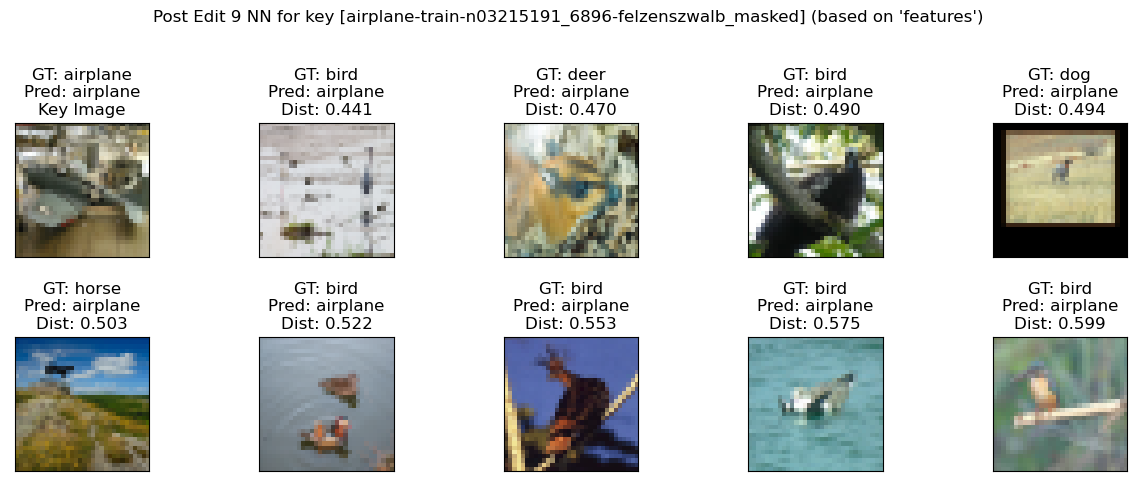 Post Edit 9 NN for key [airplane-train-n03215191_6896-felzenszwalb_masked] (based on 'features')
GT: airplane
Pred: airplane
Key Image
GT: bird
Pred: airplane
Dist: 0.441
GT: deer
Pred: airplane
Dist: 0.470
GT: bird
Pred: airplane
Dist: 0.490
GT: dog
Pred: airplane
Dist: 0.494
GT: horse
Pred: airplane
Dist: 0.503
GT: bird
Pred: airplane
Dist: 0.522
GT: bird
Pred: airplane
Dist: 0.553
GT: bird
Pred: airplane
Dist: 0.575
GT: bird
Pred: airplane
Dist: 0.599